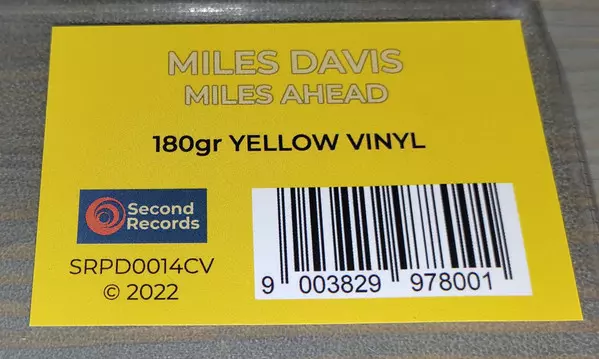 MILES DAVIS
MILES AHEAD
180gr YELLOW VINYL
Second
Records
SRPD0014CV
© 2022
9 003829 978001